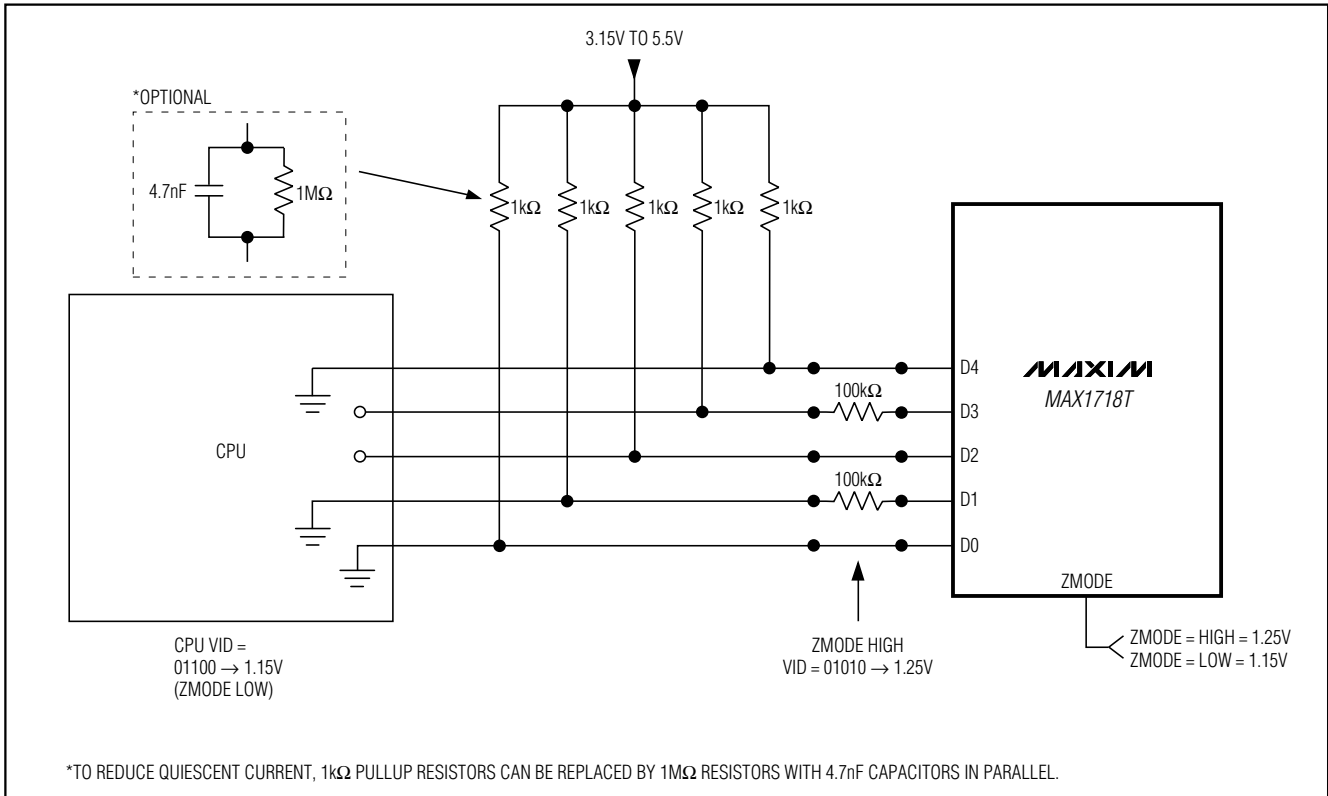 3.15V TO 5.5V
*OPTIONAL
4.7nF
1MΩ
1kΩ
1kΩ
1kΩ
1kΩ
1kΩ
D4
MAXIM
MAX1718T
100kΩ
D3
CPU
D2
100kΩ
D1
D0
ZMODE
CPU VID =
01100 → 1.15V
(ZMODE LOW)
ZMODE HIGH
VID = 01010 → 1.25V
ZMODE = HIGH = 1.25V
ZMODE = LOW = 1.15V
*TO REDUCE QUIESCENT CURRENT, 1kΩ PULLUP RESISTORS CAN BE REPLACED BY 1MΩ RESISTORS WITH 4.7nF CAPACITORS IN PARALLEL.